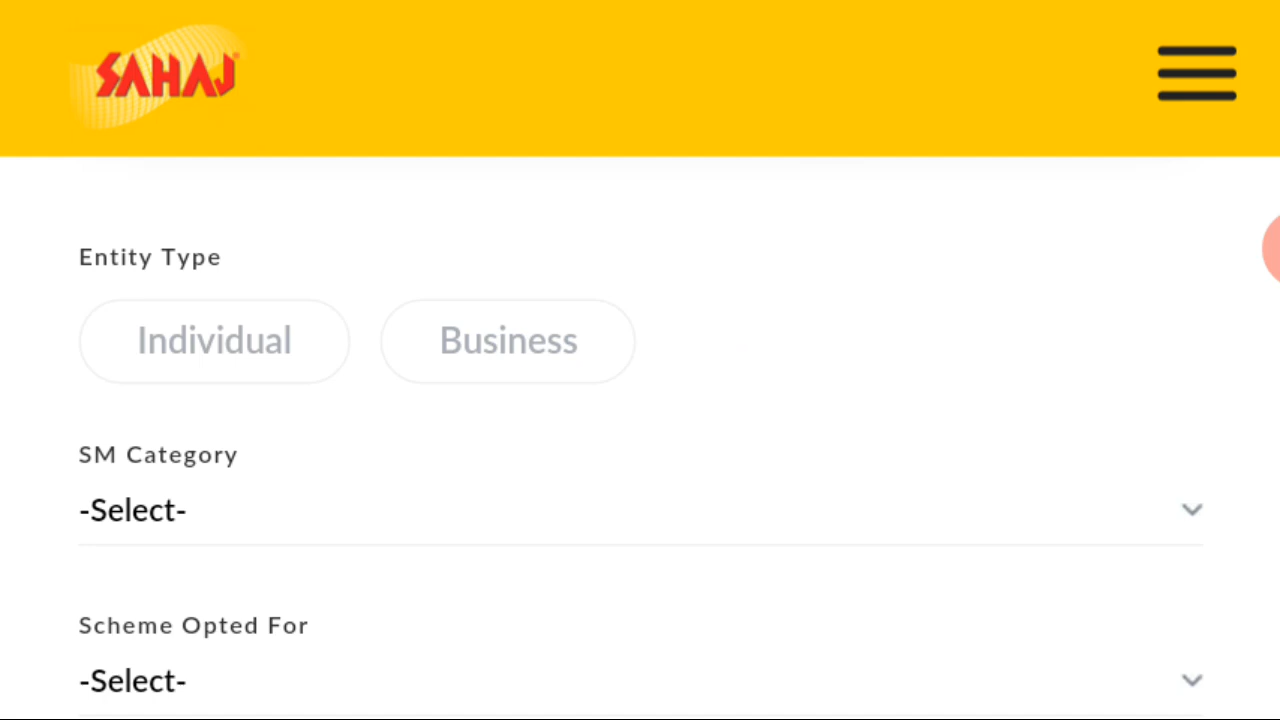 SAHAJ
Entity Type
Individual Business
SM Category
-Select-
Scheme Opted For
-Select-